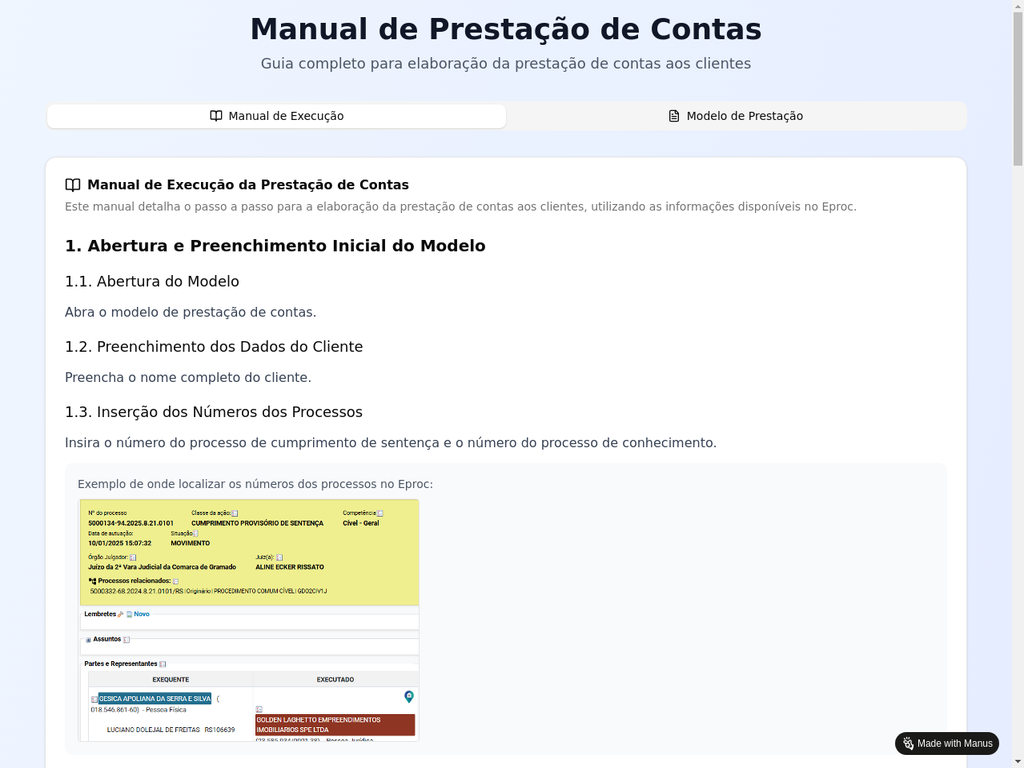 Manual de Prestação de Contas
Guia completo para elaboração da prestação de contas aos clientes
Manual de Execução
Modelo de Prestação
Manual de Execução da Prestação de Contas
Este manual detalha o passo a passo para a elaboração da prestação de contas aos clientes, utilizando as informações disponíveis no Eproc.
1. Abertura e Preenchimento Inicial do Modelo
1.1. Abertura do Modelo
Abra o modelo de prestação de contas.
1.2. Preenchimento dos Dados do Cliente
Preencha o nome completo do cliente.
1.3. Inserção dos Números dos Processos
Insira o número do processo de cumprimento de sentença e o número do processo de conhecimento.
Exemplo de onde localizar os números dos processos no Eproc:
Nº do processo Classe da ação: Competência
5000134-94.2025.8.21.0101 CUMPRIMENTO PROVISÓRIO DE SENTENÇA Cível - Geral
Data de autuação: Situação
10/01/2025 15:07:32 MOVIMENTO
Órgão Julgador: Juiz(a):
Juízo da 2ª Vara Judicial da Comarca de Gramado ALINE ECKER RISSATO
Processos relacionados:
5000332-68.2024.8.21.0101/RS | Originário | PROCEDIMENTO COMUM CÍVEL | GDO2CIV1J
Lembretes Novo
Assuntos
Partes e Representantes
EXEQUENTE EXECUTADO
GESICA APOLIANA DA SERRA E SILVA (
018.546.861-60) - Pessoa Física
GOLDEN LAGHETTO EMPREENDIMENTOS
IMOBILIARIOS SPE LTDA
LUCIANO DOLEJAL DE FREITAS RS106639
Made with Manus